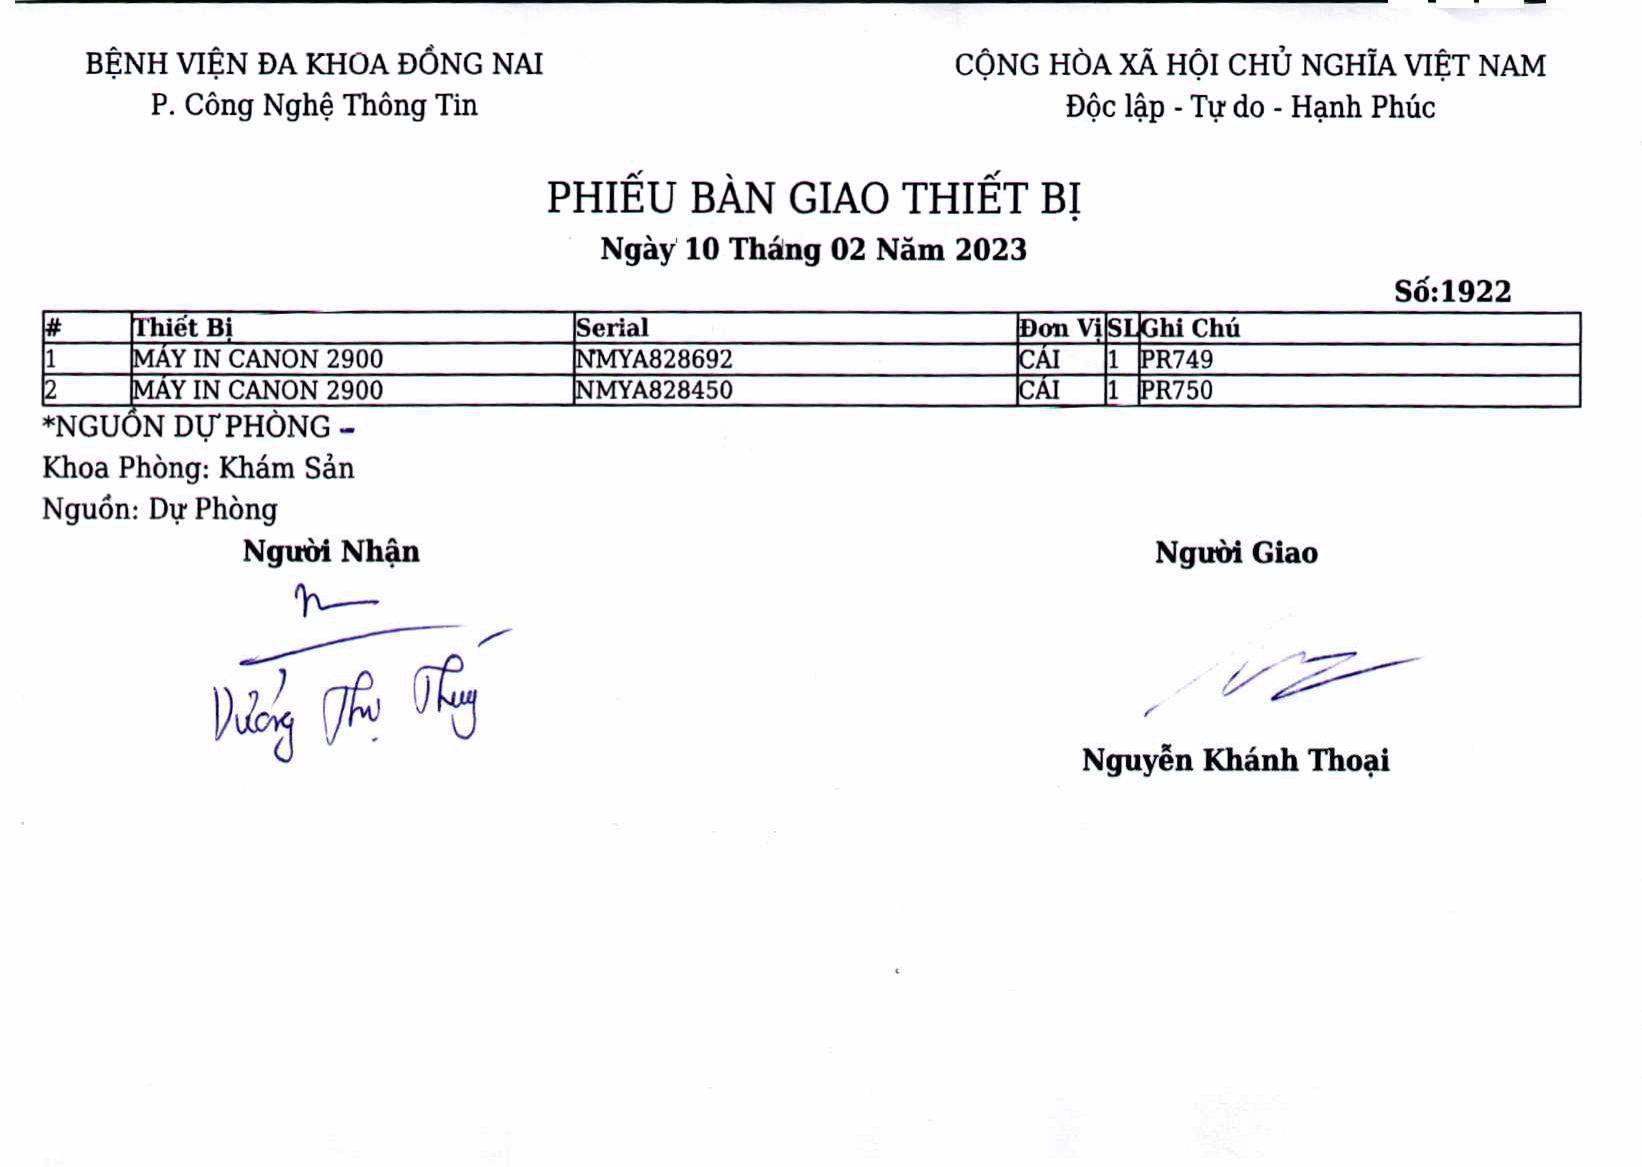 BỆNH VIỆN ĐA KHOA ĐỒNG NAI
P. Công Nghệ Thông Tin
CỘNG HÒA XÃ HỘI CHỦ NGHĨA VIỆT NAM
Độc lập - Tự do - Hạnh Phúc
PHIẾU BÀN GIAO THIẾT BỊ
Ngày 10 Tháng 02 Năm 2023
Số:1922
# Thiết Bị Serial Đơn Vị SL Ghi Chú
1 MÁY IN CANON 2900 NMYA828692 CÁI 1 PR749
2 MÁY IN CANON 2900 NMYA828450 CÁI 1 PR750
*NGUỒN DỰ PHÒNG -
Khoa Phòng: Khám Sản
Nguồn: Dự Phòng
Người Nhận
Người Giao
Thị Thúy
Nguyễn Khánh Thoại